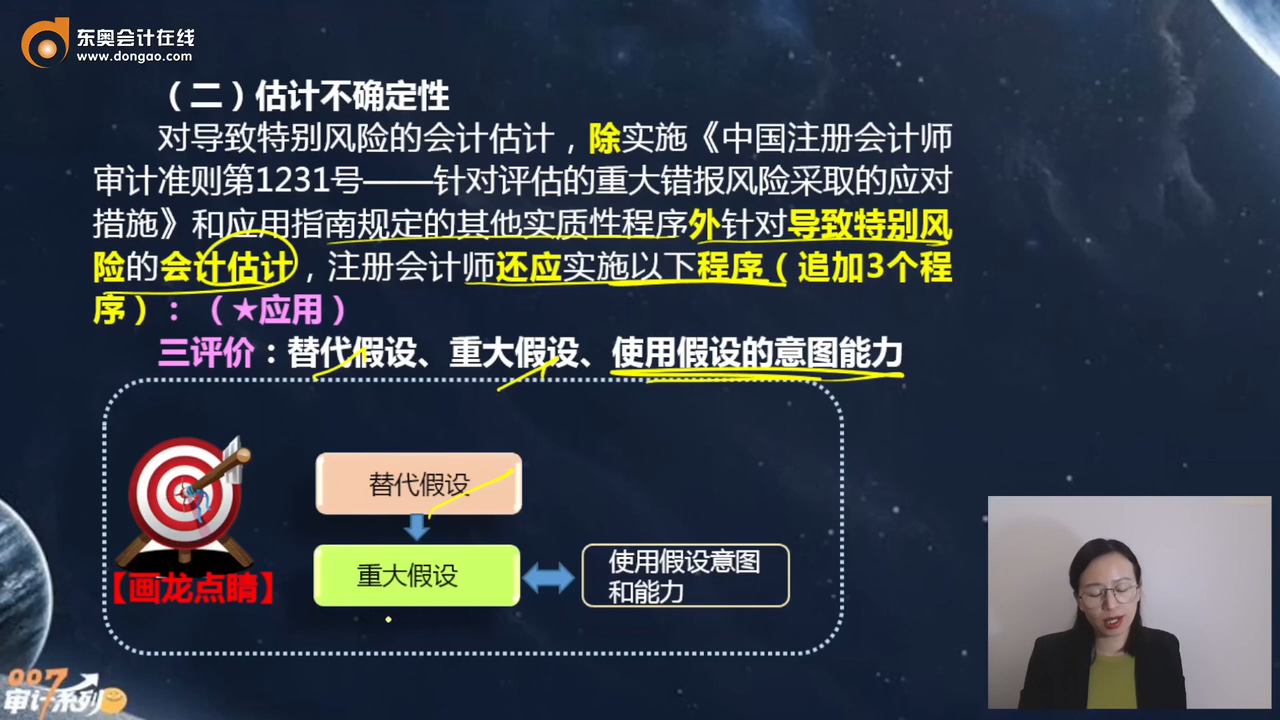 东奥会计在线
www.dongao.com
（二）估计不确定性
对导致特别风险的会计估计，除实施《中国注册会计师
审计准则第1231号——针对评估的重大错报风险采取的应对
措施》和应用指南规定的其他实质性程序外针对导致特别风
险的会计估计，注册会计师还应实施以下程序（追加3个程
序）：（★应用）
三评价：替代假设、重大假设、使用假设的意图能力
替代假设
重大假设
使用假设意图
和能力
【画龙点睛】
007
审计系列